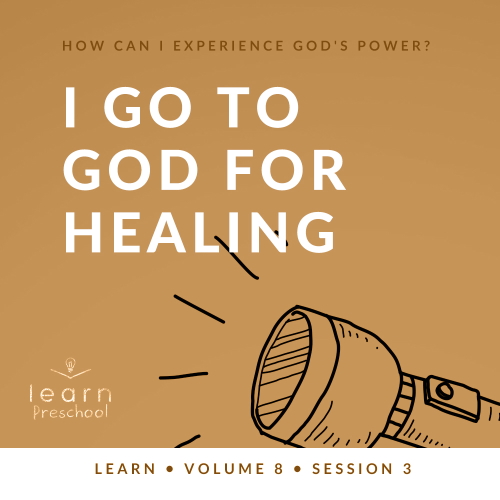 HOW CAN I EXPERIENCE GOD'S POWER?
I GO TO
GOD FOR
HEALING
learn
Preschool
LEARN • VOLUME 8 • SESSION 3